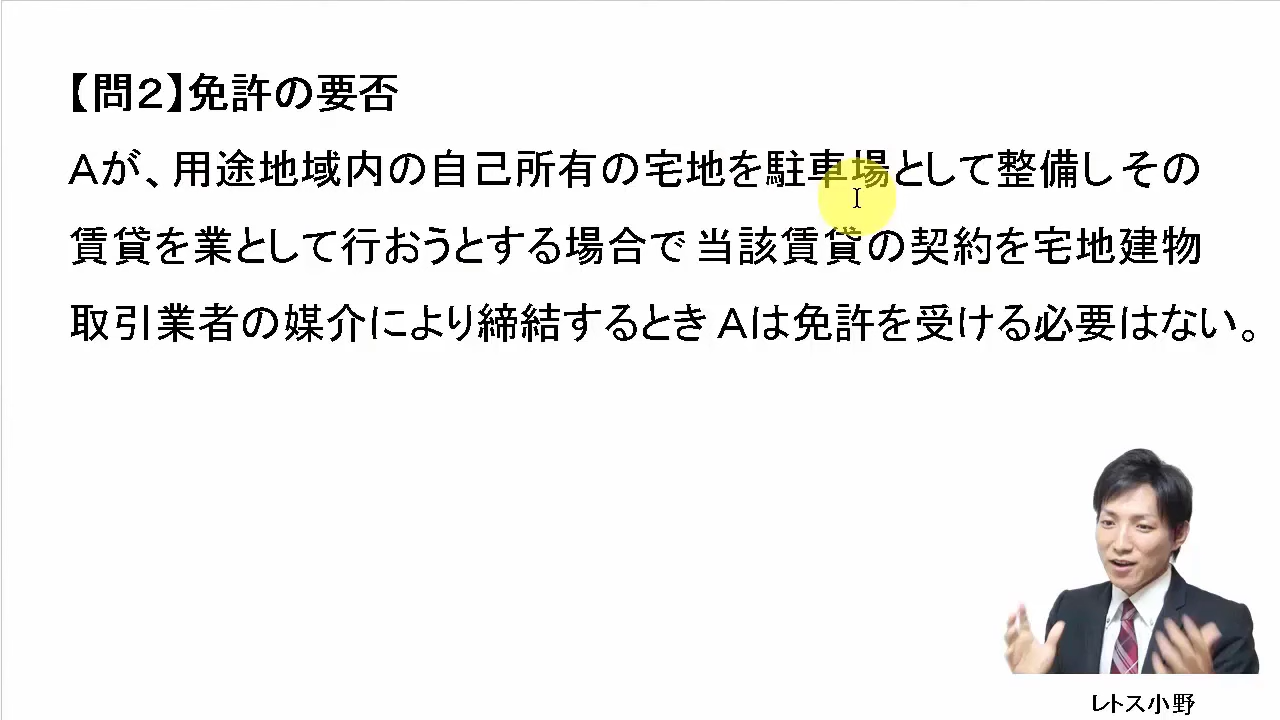 【問２】免許の要否
Ａが、用途地域内の自己所有の宅地を駐車場として整備し その
賃貸を業として行おうとする場合で 当該賃貸の契約を宅地建物
取引業者の媒介により締結するとき Ａは免許を受ける必要はない。
レトス小野